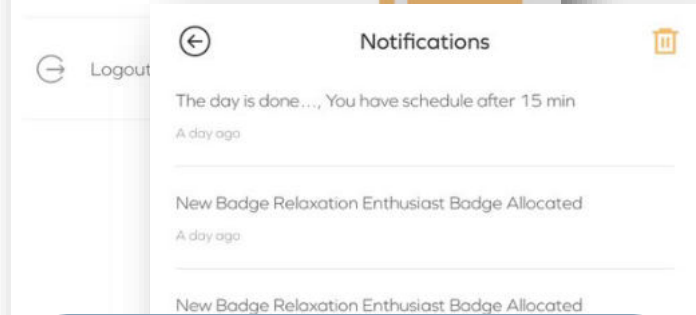 Notifications
Logout
The day is done..., You have schedule after 15 min
A day ago
New Badge Relaxation Enthusiast Badge Allocated
A day ago
New Badge Relaxation Enthusiast Badge Allocated